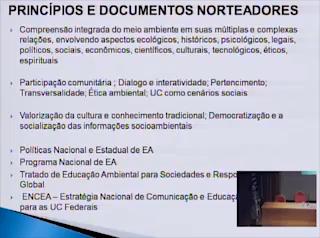 PRINCÍPIOS E DOCUMENTOS NORTEADORES
Compreensão integrada do meio ambiente em suas múltiplas e complexas
relações, envolvendo aspectos ecológicos, históricos, psicológicos, legais,
políticos, sociais, econômicos, científicos, culturais, tecnológicos, éticos,
espirituais
Participação comunitária ; Dialogo e interatividade; Pertencimento;
Transversalidade; Ética ambiental; UC como cenários sociais
Valorização da cultura e conhecimento tradicional; Democratização e a
socialização das informações socioambientais
Políticas Nacional e Estadual de EA
Programa Nacional de EA
Tratado de Educação Ambiental para Sociedades e Respo
Global
ENCEA – Estratégia Nacional de Comunicação e Educaç
para as UC Federais